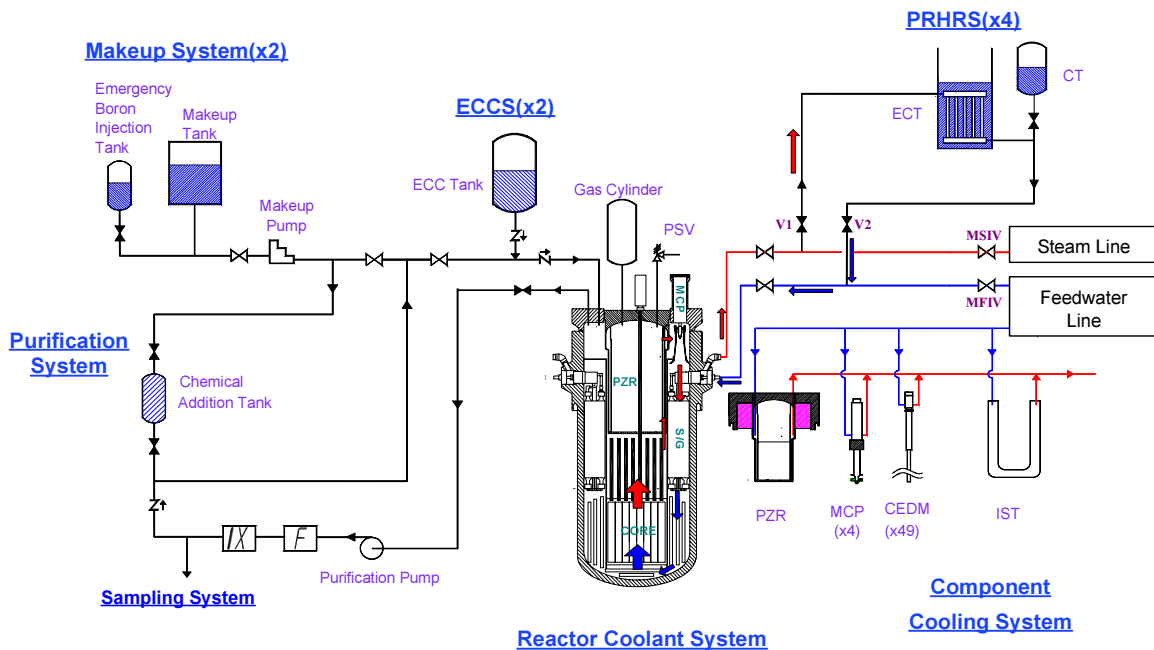 PRHRS(x4)
Makeup System(x2)
Emergency
Boron
Injection
Tank
Makeup
Tank
ECCS(x2)
CT
ECT
ECC Tank
Gas Cylinder
Makeup
Pump
PSV
V1
V2
MSIV
Steam Line
MCP
MFIV
Feedwater
Line
Purification
System
Chemical
Addition Tank
PZR
S/G
CORE
PZR
MCP
(x4)
CEDM
(x49)
IST
IX
F
Purification Pump
Sampling System
Component
Cooling System
Reactor Coolant System